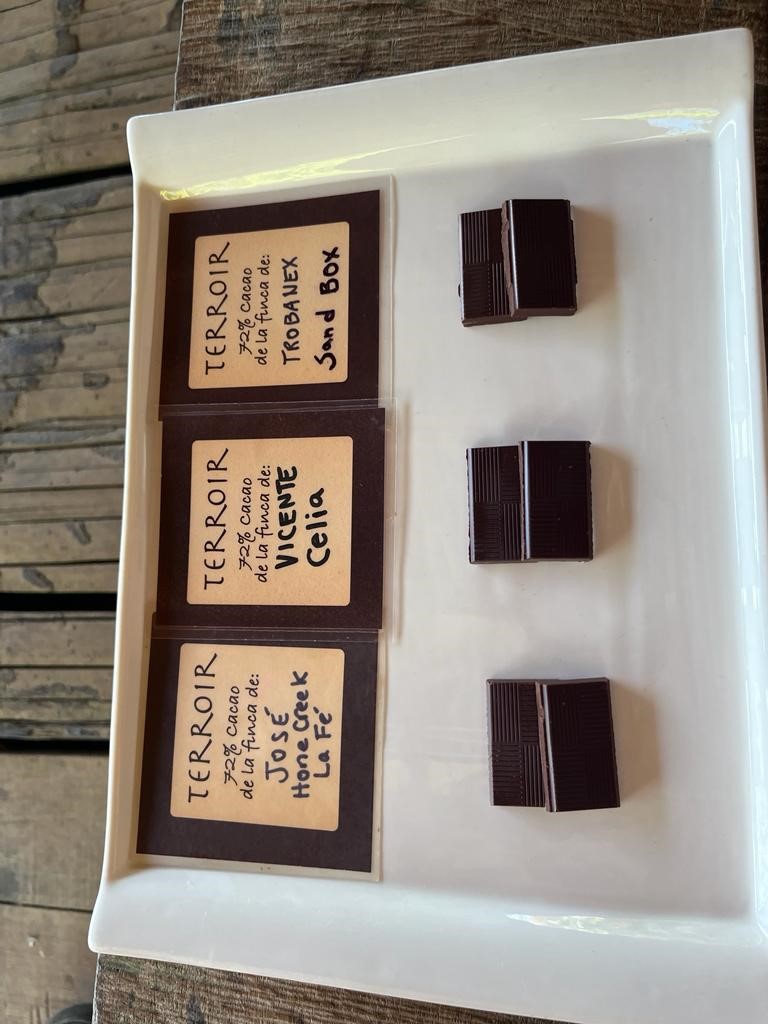 TERROIR
72% Cacao
de la finca de:
JOSÉ
Hone Creek
La Fé
TERROIR
72% Cacao
de la finca de:
VICENTE
Celia
TERROIR
72% Cacao
de la finca de:
TROBANEX
Sand Box